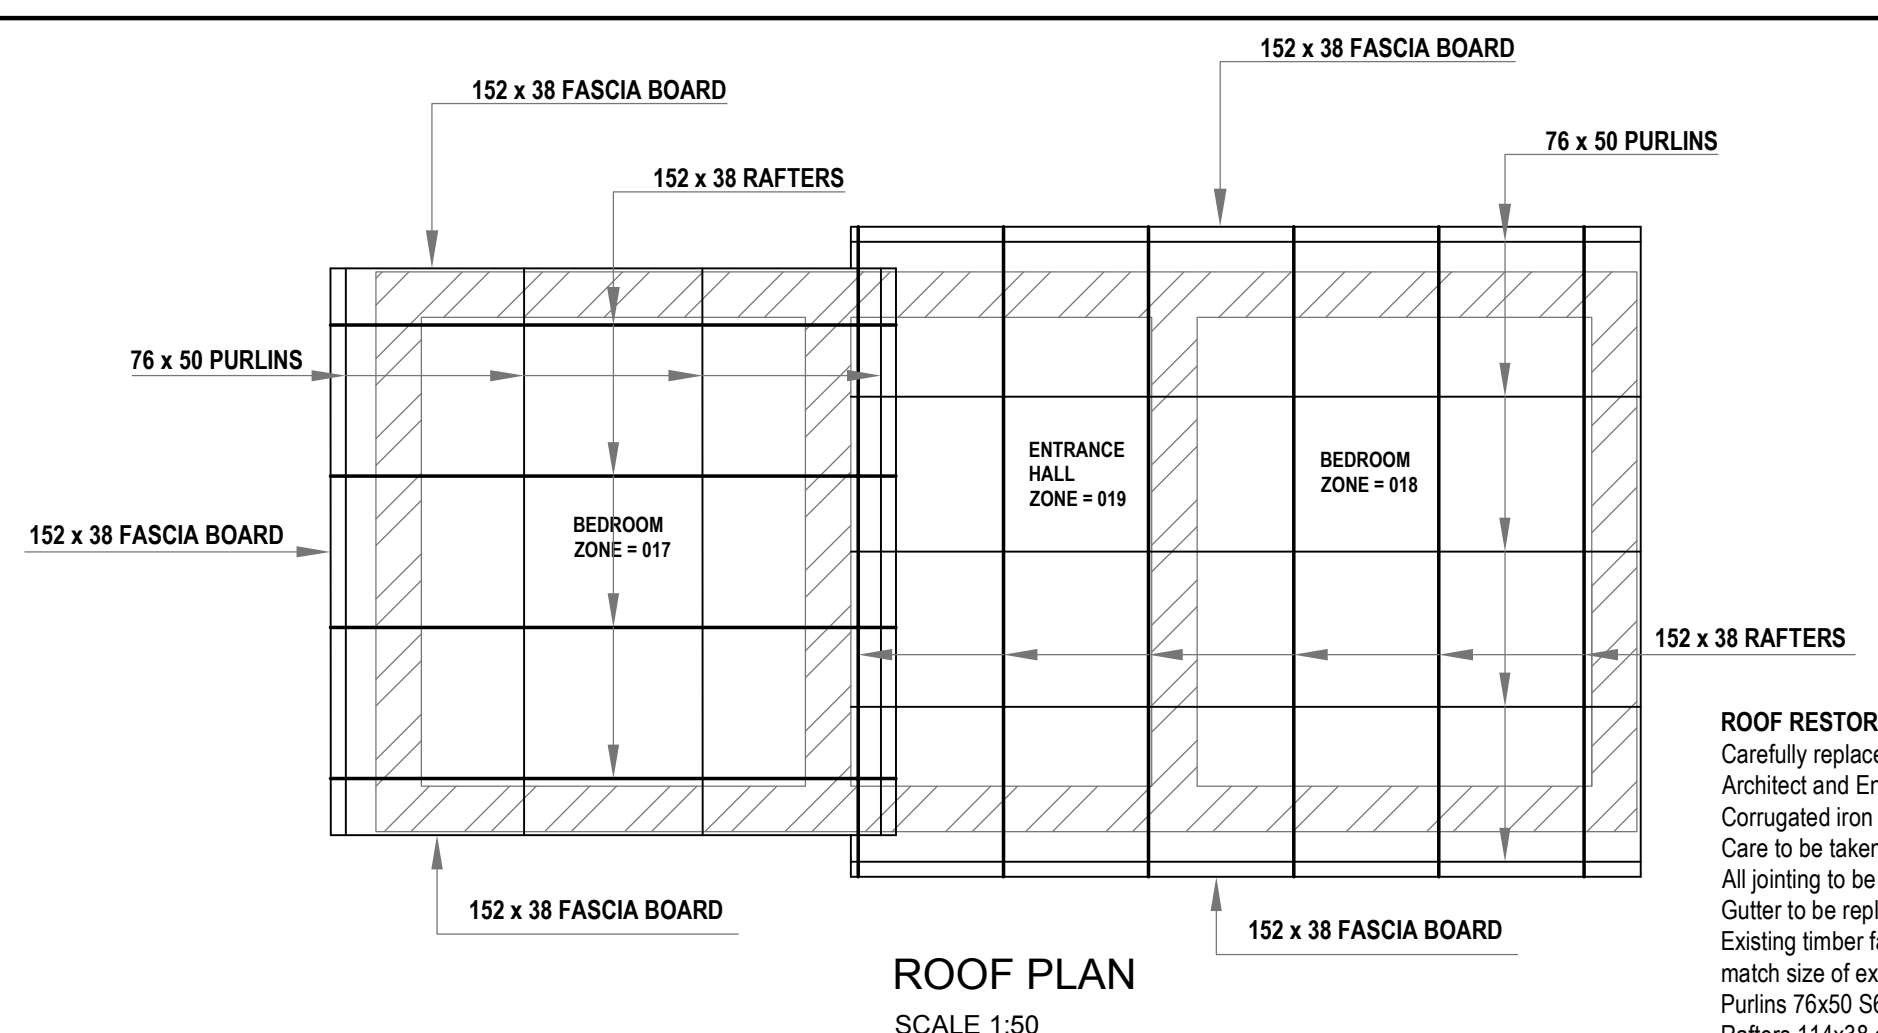 152 x 38 FASCIA BOARD
152 x 38 FASCIA BOARD
76 x 50 PURLINS
152 x 38 RAFTERS
76 x 50 PURLINS
ENTRANCE
HALL
ZONE = 019
BEDROOM
ZONE = 018
BEDROOM
ZONE = 017
152 x 38 FASCIA BOARD
152 x 38 RAFTERS
152 x 38 FASCIA BOARD
152 x 38 FASCIA BOARD
ROOF PLAN
SCALE 1:50
ROOF RESTOR
Carefully replace
Architect and En
Corrugated iron
Care to be taken
All jointing to be
Gutter to be repl
Existing timber fa
match size of ex
Purlins 76x50 S6
Rafters 114x38